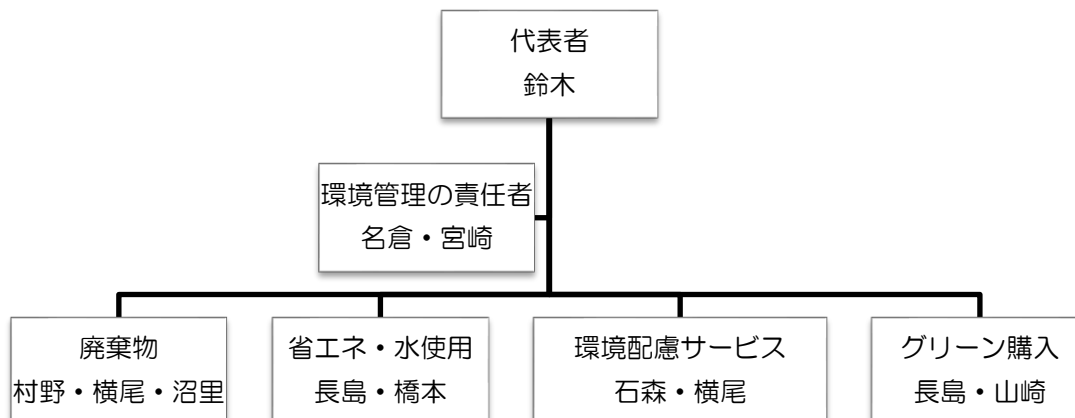 代表者
鈴木
環境管理の責任者
名倉・宮崎
廃棄物
村野・横尾・沼里
省エネ・水使用
長島・橋本
環境配慮サービス
石森・横尾
グリーン購入
長島・山崎